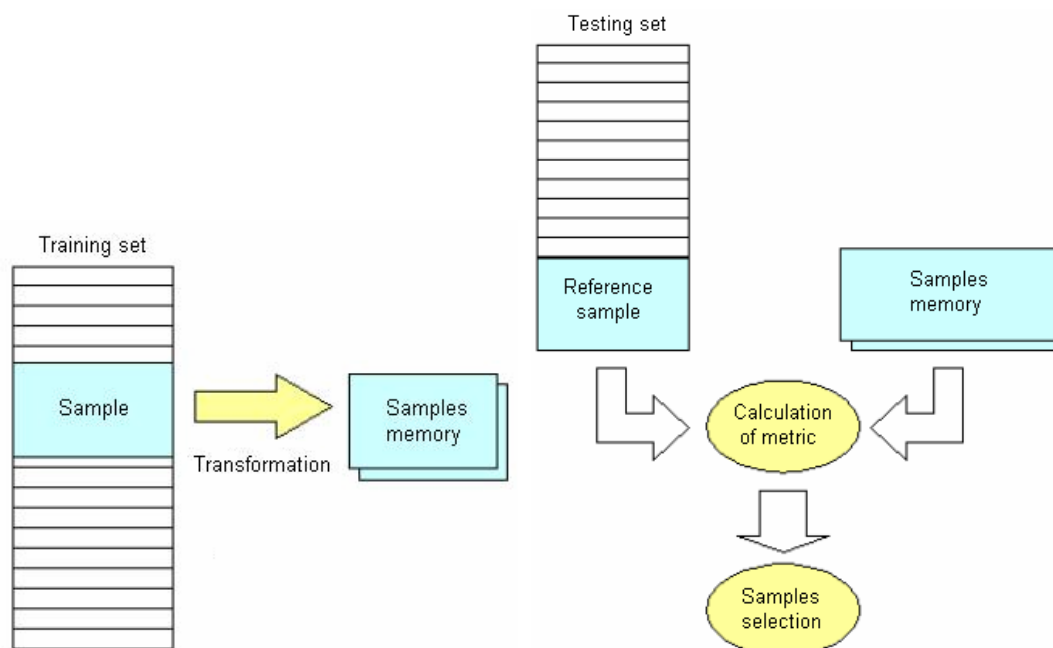 Training set
Sample
Transformation
Samples
memory
Testing set
Reference
sample
Samples
memory
Calculation
of metric
Samples
selection